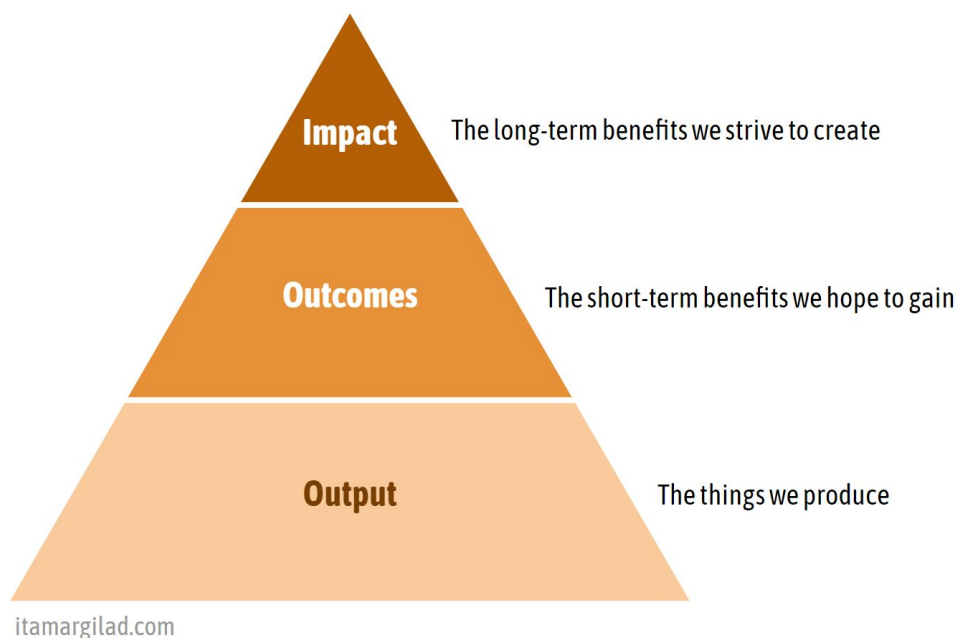 Impact
The long-term benefits we strive to create
Outcomes
The short-term benefits we hope to gain
Output
The things we produce
itamargilad.com